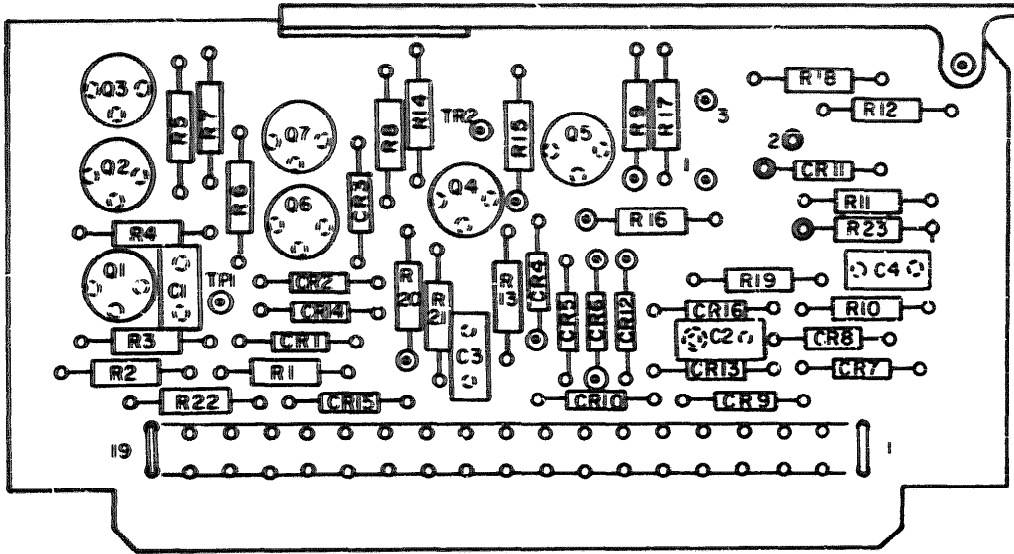 Q3
R5
R7
R8
R14
TR2
R15
Q5
R9
R17
3
R18
R12
2
Q7
Q2
R6
CR3
Q4
1
CR11
Q6
R16
R11
R4
R23
Q1
C1
TP1
CR2
R20
R21
R13
CR4
C4
R19
CR14
CR5
CR6
CR12
CR16
R10
R3
CR1
C3
C2
CR8
R2
R1
CR13
CR7
R22
CR15
CR10
CR9
19
1